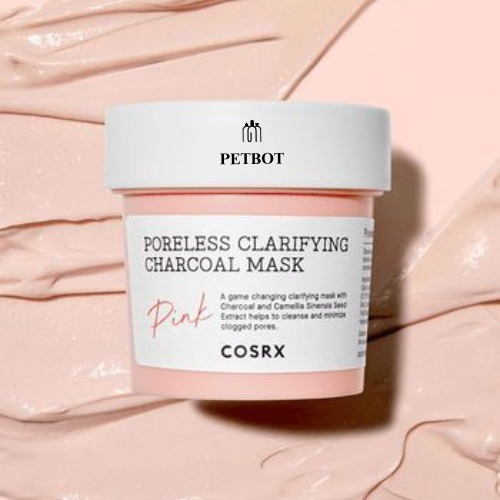 PETBOT
PORELESS CLARIFYING
CHARCOAL MASK
Pink
A game changing clarifying mask with
Charcoal and Camellia Sinensis Seed
Extract helps to cleanse and minimize
clogged pores.
COSRX